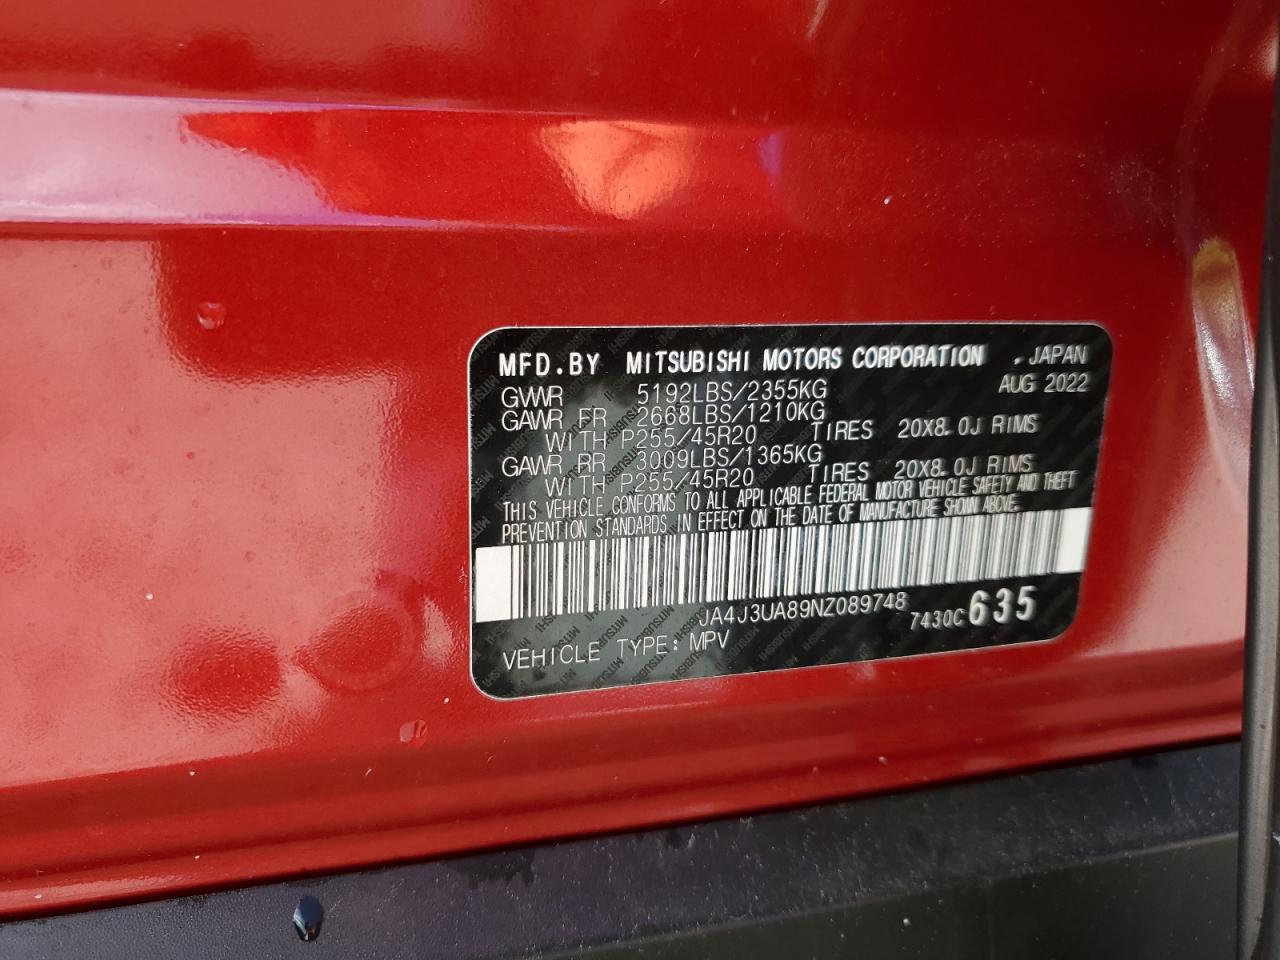 MFD.BY MITSUBISHI MOTORS CORPORATION , JAPAN
AUG 2022
GVWR 5192LBS/2355KG
GAWR FR 2668LBS/1210KG
WITH P255/45R20 TIRES 20X8.0J RIMS
GAWR RR 3009LBS/1365KG
WITH P255/45R20 TIRES 20X8.0J RIMS
THIS VEHICLE CONFORMS TO ALL APPLICABLE FEDERAL MOTOR VEHICLE SAFETY AND THEFT
PREVENTION STANDARDS IN EFFECT ON THE DATE OF MANUFACTURE SHOWN ABOVE.
JA4J3UA89NZ089748
7430C 635
VEHICLE TYPE: MPV